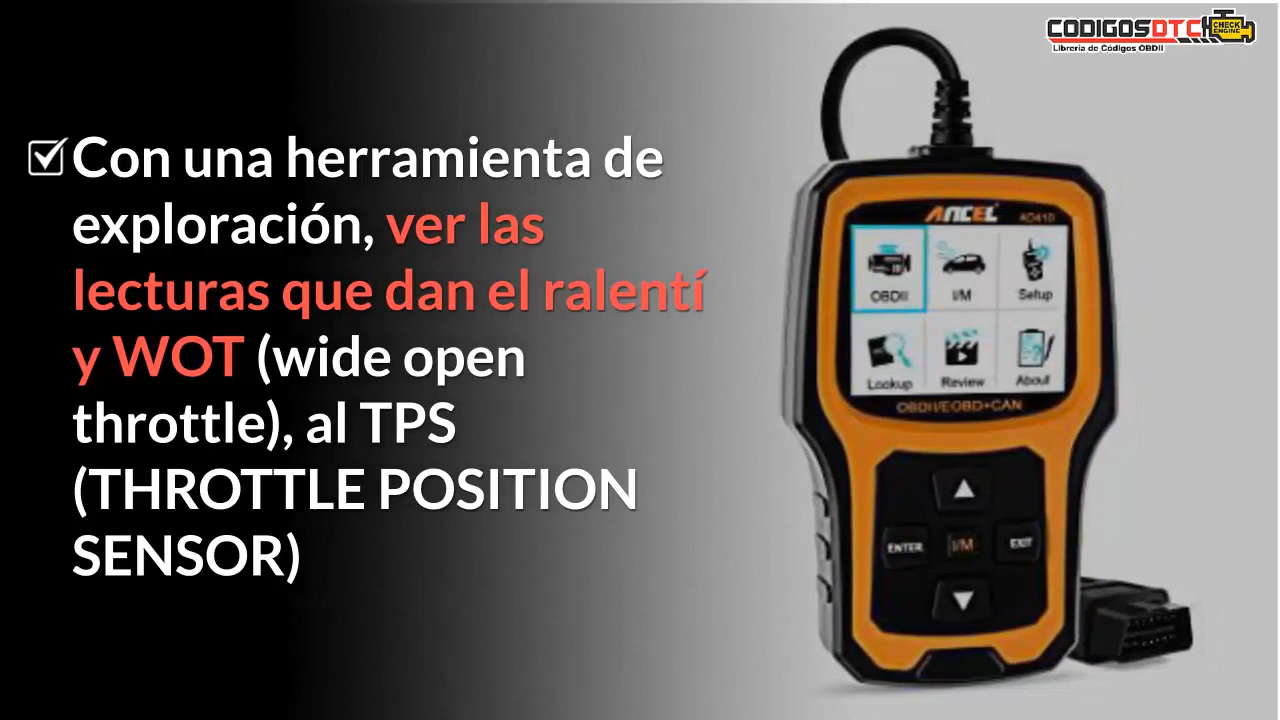 CODIGOSDTC
CHECK
ENGINE
Libreria de Códigos OBDII
Con una herramienta de
exploración, ver las
lecturas que dan el ralentí
y WOT (wide open
throttle), al TPS
(THROTTLE POSITION
SENSOR)
ANCEL AD410
OBDII I/M Setup
Lookup Review About
OBDII/EOBD+CAN
ENTER I/M EXIT